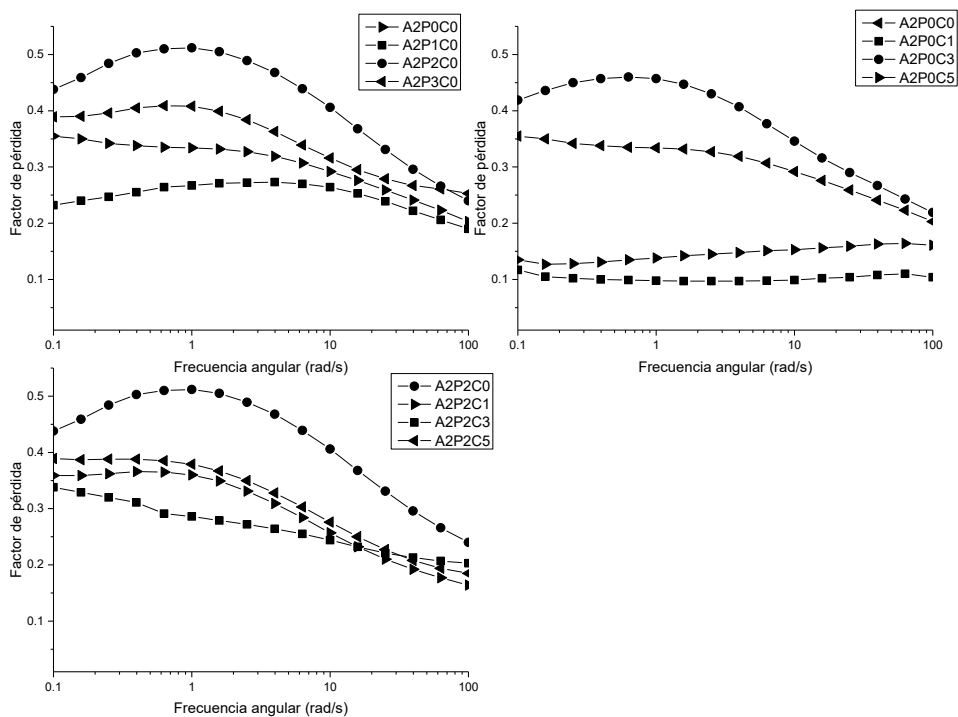 A2P0C0
A2P1C0
A2P2C0
A2P3C0
0.5
0.4
0.3
0.2
0.1
Factor de pérdida
0.1
1
10
100
Frecuencia angular (rad/s)
A2P0C0
A2P0C1
A2P0C3
A2P0C5
0.5
0.4
0.3
0.2
0.1
Factor de pérdida
0.1
1
10
100
Frecuencia angular (rad/s)
A2P2C0
A2P2C1
A2P2C3
A2P2C5
0.5
0.4
0.3
0.2
0.1
Factor de pérdida
0.1
1
10
100
Frecuencia angular (rad/s)